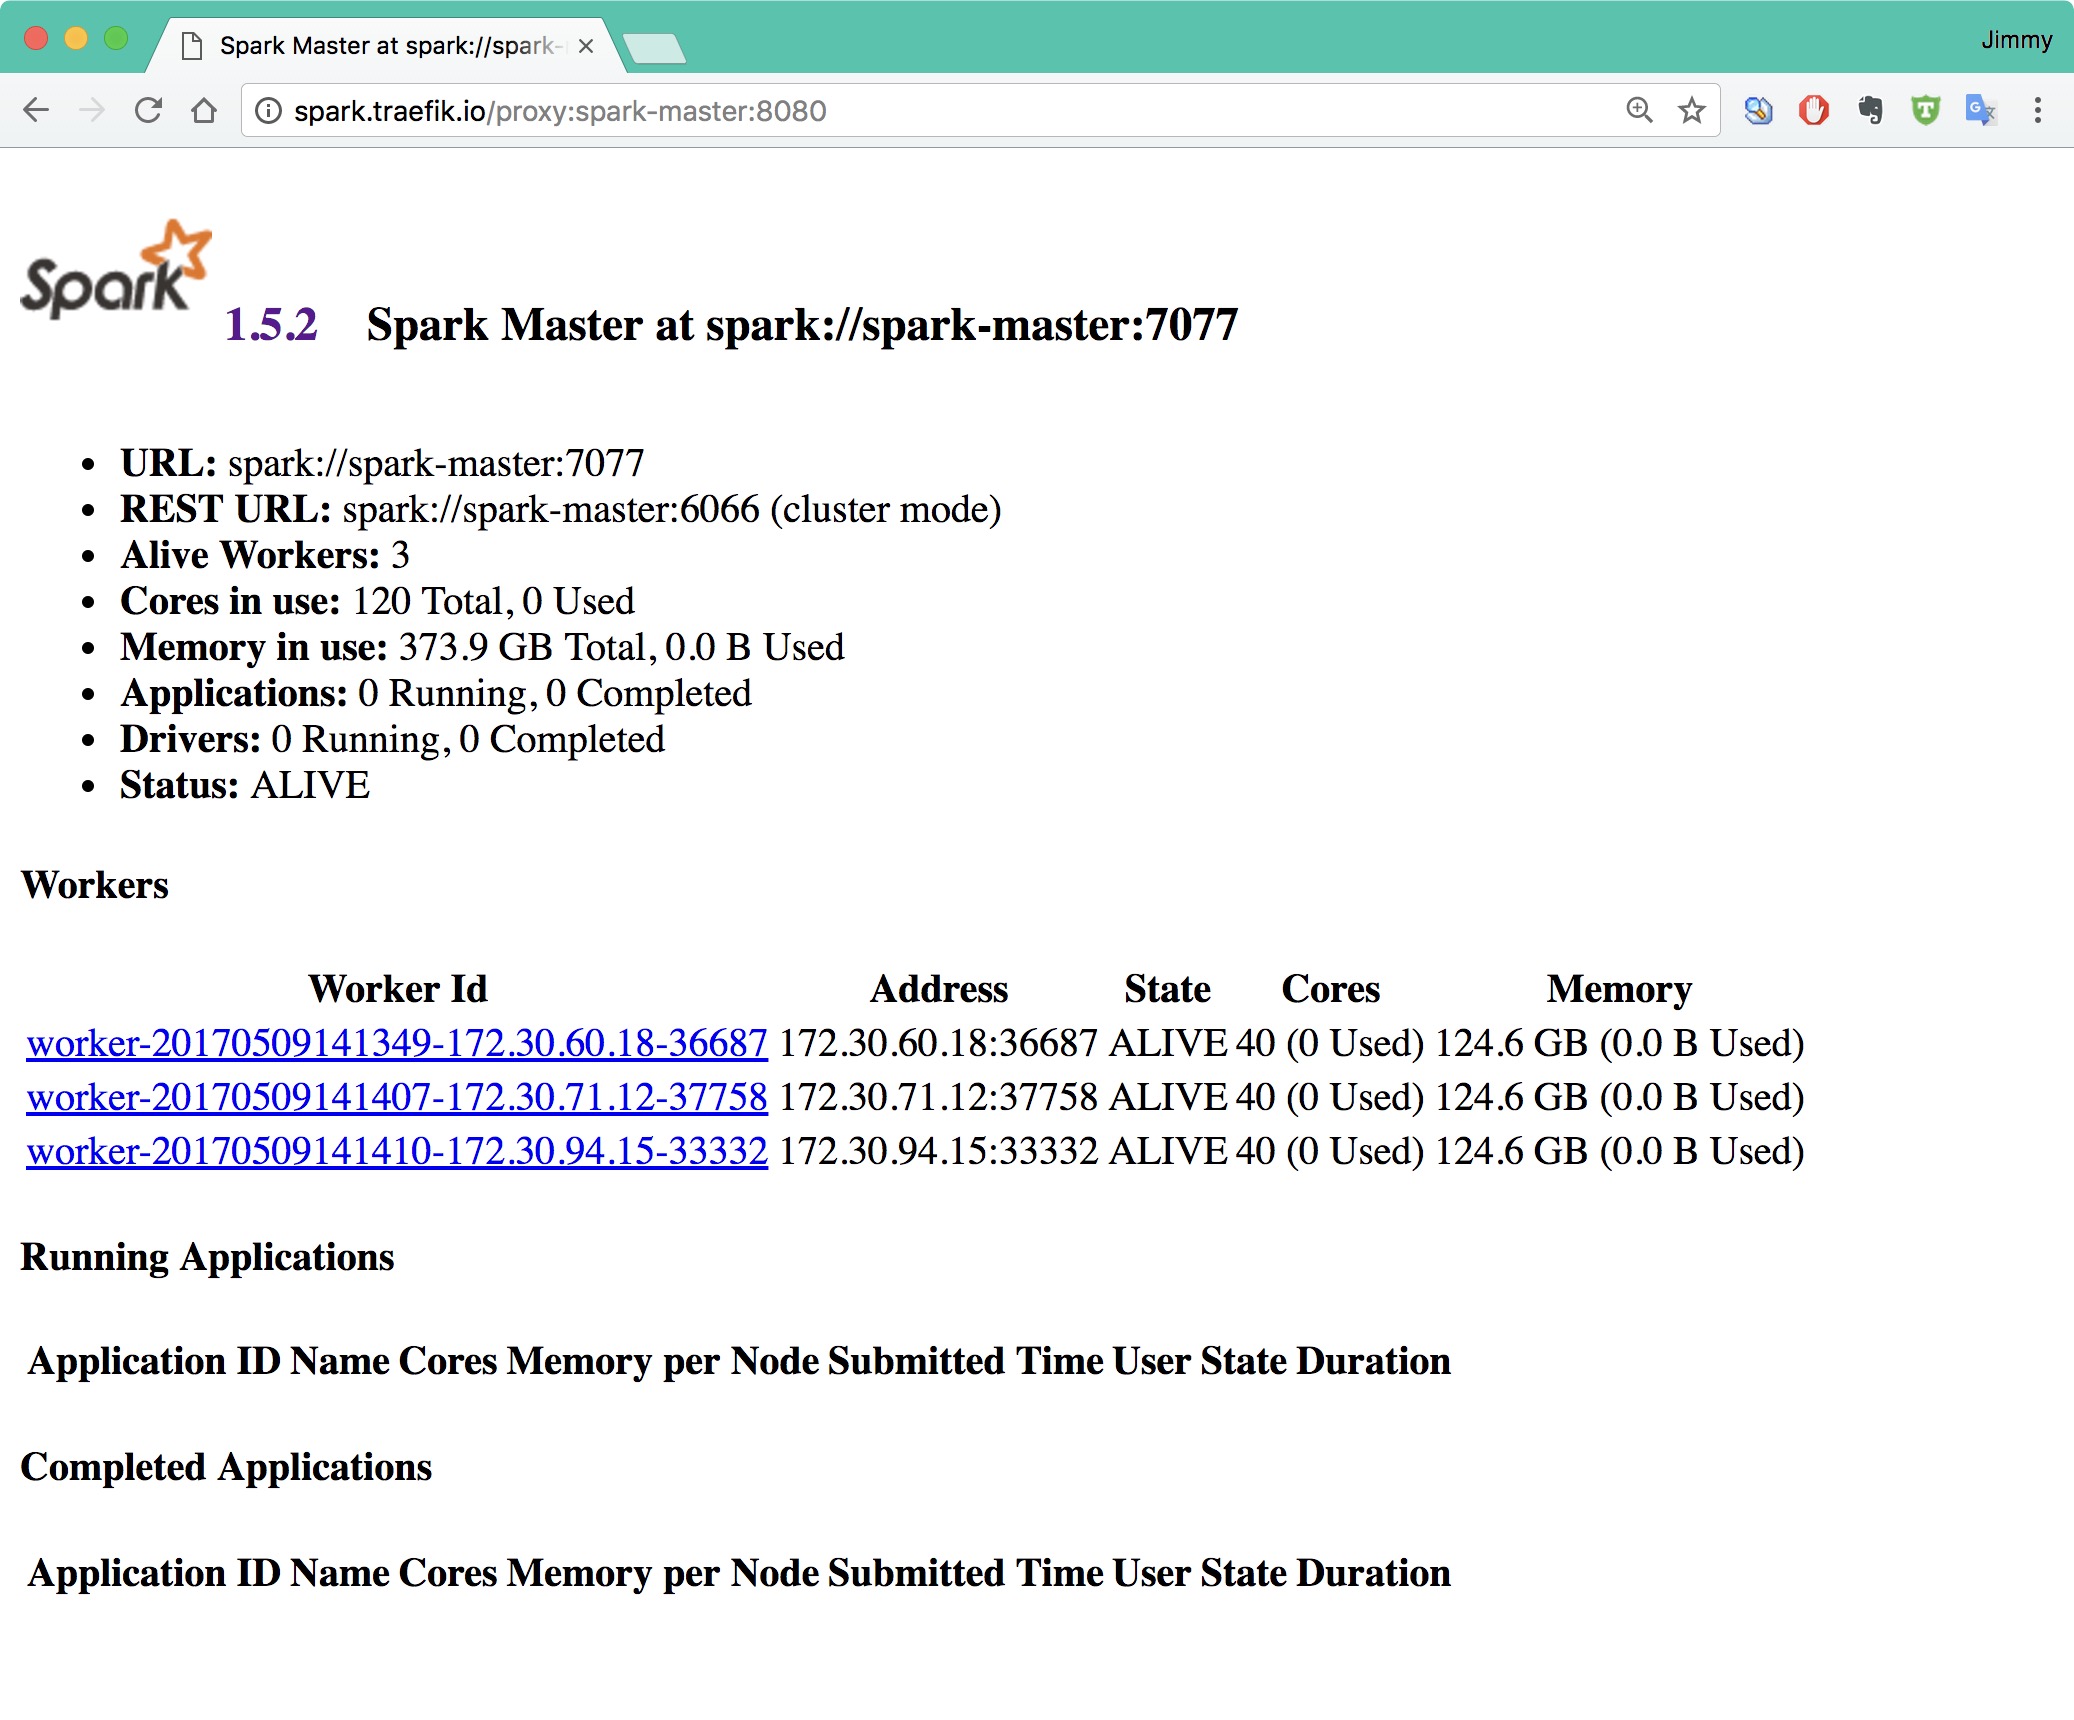 Spark Master at spark://spark-
Jimmy
spark.traefik.io/proxy:spark-master:8080
Spark 1.5.2 Spark Master at spark://spark-master:7077
• URL: spark://spark-master:7077
• REST URL: spark://spark-master:6066 (cluster mode)
• Alive Workers: 3
• Cores in use: 120 Total, 0 Used
• Memory in use: 373.9 GB Total, 0.0 B Used
• Applications: 0 Running, 0 Completed
• Drivers: 0 Running, 0 Completed
• Status: ALIVE
Workers
Worker Id Address State Cores Memory
worker-20170509141349-172.30.60.18-36687 172.30.60.18:36687 ALIVE 40 (0 Used) 124.6 GB (0.0 B Used)
worker-20170509141407-172.30.71.12-37758 172.30.71.12:37758 ALIVE 40 (0 Used) 124.6 GB (0.0 B Used)
worker-20170509141410-172.30.94.15-33332 172.30.94.15:33332 ALIVE 40 (0 Used) 124.6 GB (0.0 B Used)
Running Applications
Application ID Name Cores Memory per Node Submitted Time User State Duration
Completed Applications
Application ID Name Cores Memory per Node Submitted Time User State Duration